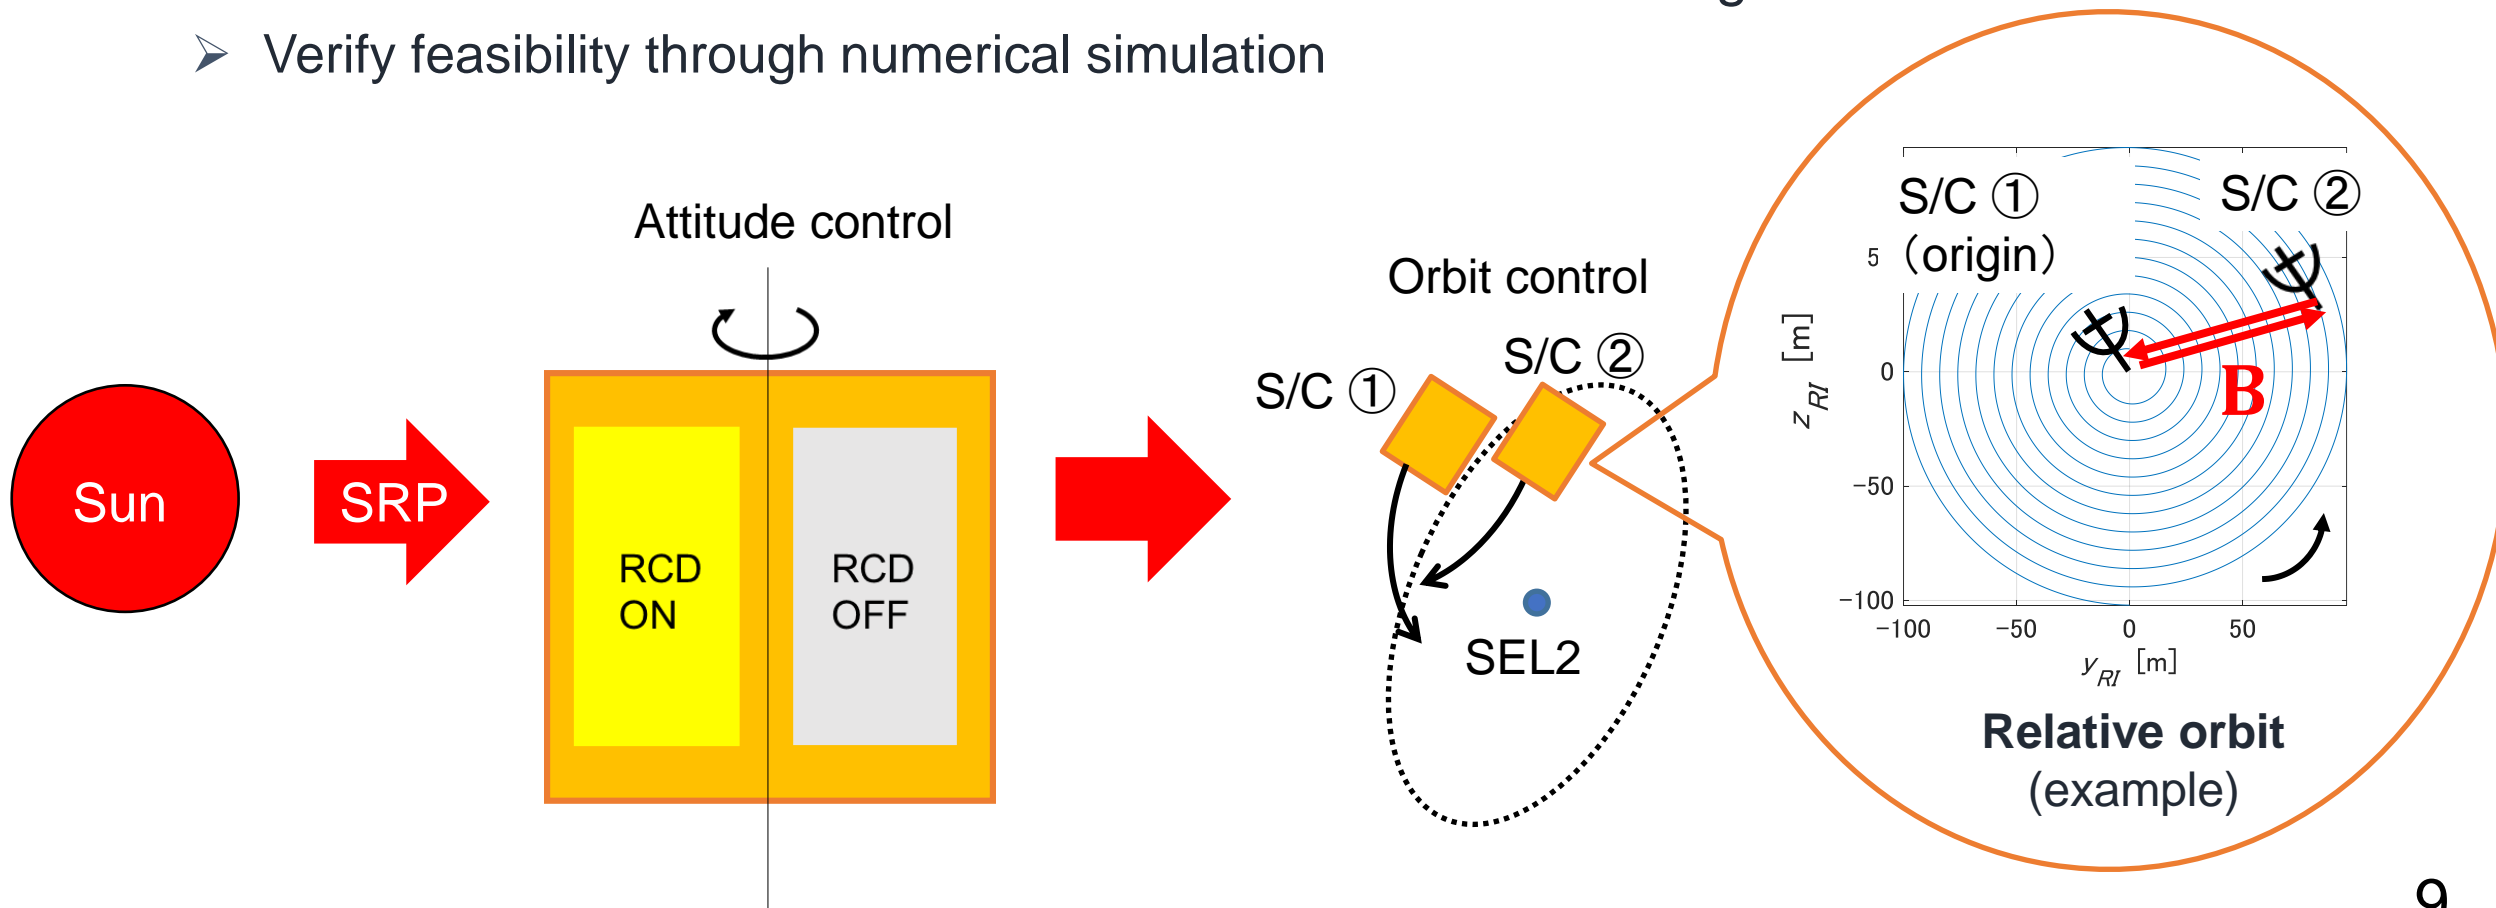 ➢ Verify feasibility through numerical simulation
Attitude control
Sun
SRP
RCD
ON
RCD
OFF
Orbit control
S/C ①
S/C ②
SEL2
S/C ①
(origin)
S/C ②
B
z_RI [m]
5
0
-50
-100
-100 -50 0 50
y_RI [m]
Relative orbit
(example)
9